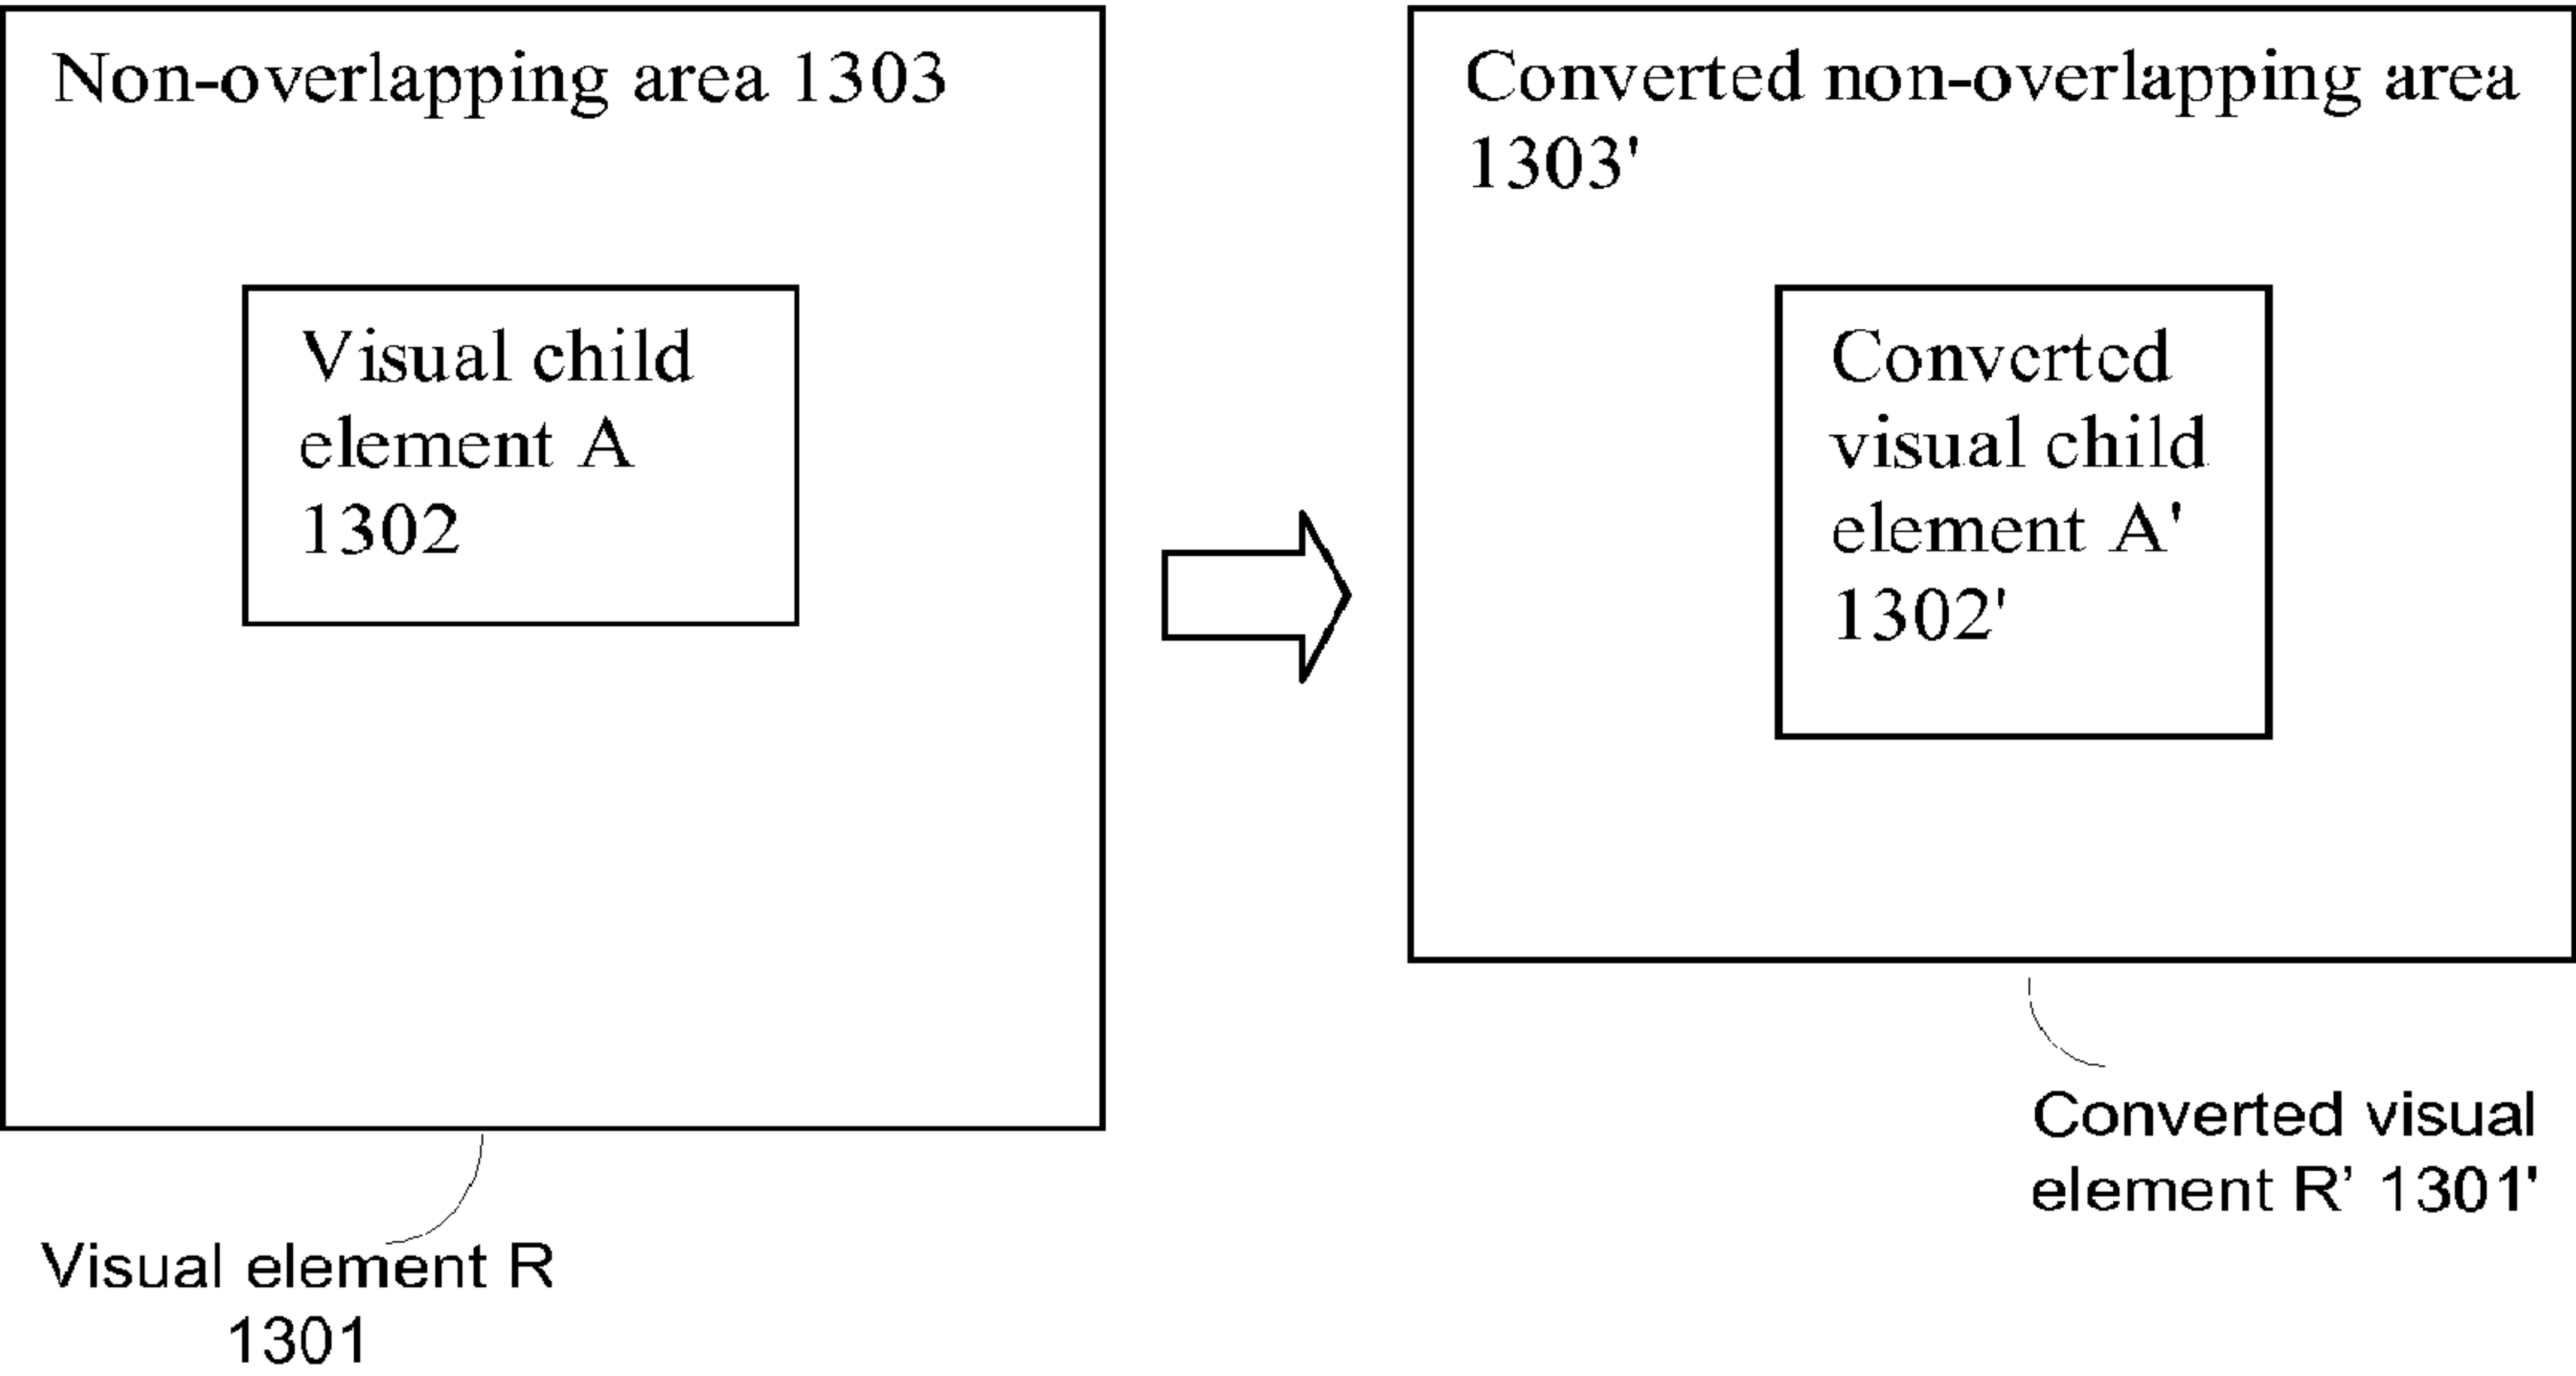 Non-overlapping area 1303
Visual child
element A
1302
Visual element R
1301
Converted non-overlapping area
1303'
Converted
visual child
element A'
1302'
Converted visual
element R’ 1301'